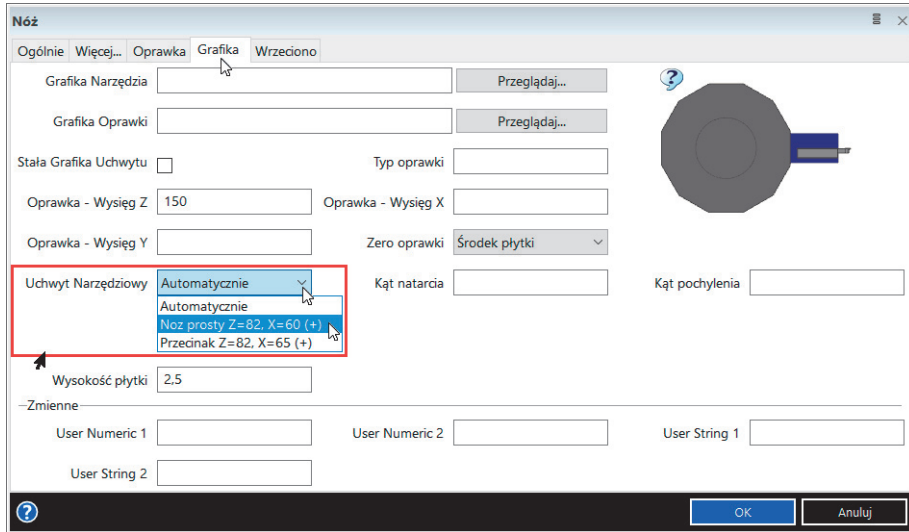 Nóż
Ogólnie Więcej... Oprawka Grafika Wrzeciono
Grafika Narzędzia Przeglądaj...
Grafika Oprawki Przeglądaj...
Stała Grafika Uchwytu Typ oprawki
Oprawka - Wysięg Z 150 Oprawka - Wysięg X
Oprawka - Wysięg Y Zero oprawki Środek płytki
Uchwyt Narzędziowy Automatycznie Kąt natarcia Kąt pochylenia
Automatycznie
Noz prosty Z=82, X=60 (+)
Przecinak Z=82, X=65 (+)
Wysokość płytki 2,5
Zmienne
User Numeric 1 User Numeric 2 User String 1
User String 2
OK Anuluj